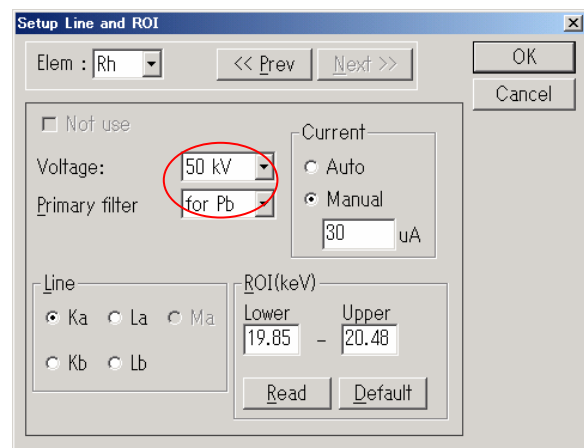 Setup Line and ROI
Elem : Rh
<< Prev
Next >>
OK
Cancel
Not use
Voltage: 50 kV
Primary filter for Pb
Current
Auto
Manual
30 uA
Line
Ka La Ma
Kb Lb
ROI(keV)
Lower Upper
19.85 – 20.48
Read Default